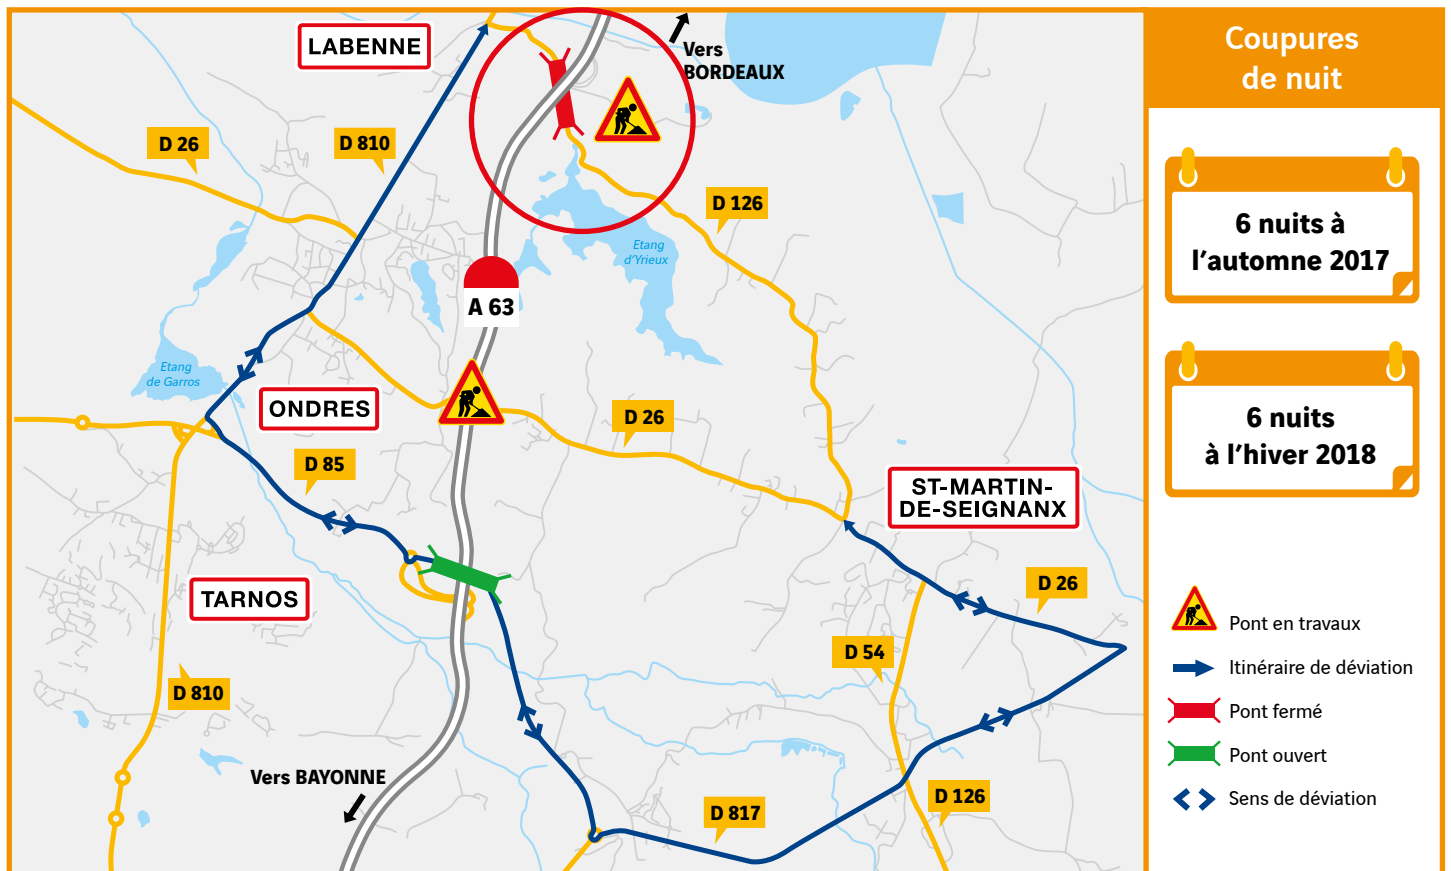 LABENNE
Vers
BORDEAUX
D 26
D 810
D 126
Etang
d'Yrieux
A 63
Etang
de Garros
ONDRES
D 26
D 85
ST-MARTIN-
DE-SEIGNANX
TARNOS
D 26
D 54
D 810
Vers BAYONNE
D 817
D 126
Coupures
de nuit
6 nuits à
l'automne 2017
6 nuits
à l'hiver 2018
Pont en travaux
Itinéraire de déviation
Pont fermé
Pont ouvert
Sens de déviation